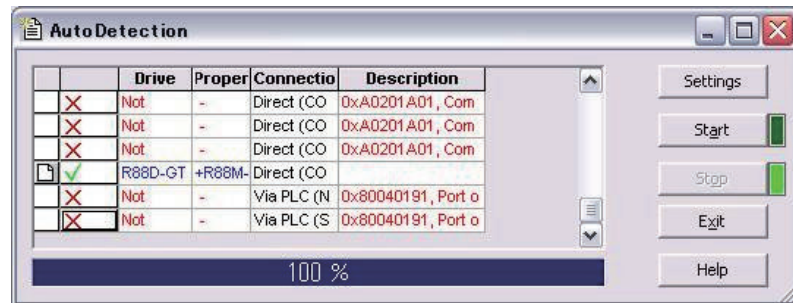 AutoDetection
Drive Proper Connectio Description
Not - Direct (CO 0xA0201A01, Com
Not - Direct (CO 0xA0201A01, Com
Not - Direct (CO 0xA0201A01, Com
R88D-GT +R88M- Direct (CO
Not - Via PLC (N 0x80040191, Port o
Not - Via PLC (S 0x80040191, Port o
100 %
Settings
Start
Stop
Exit
Help